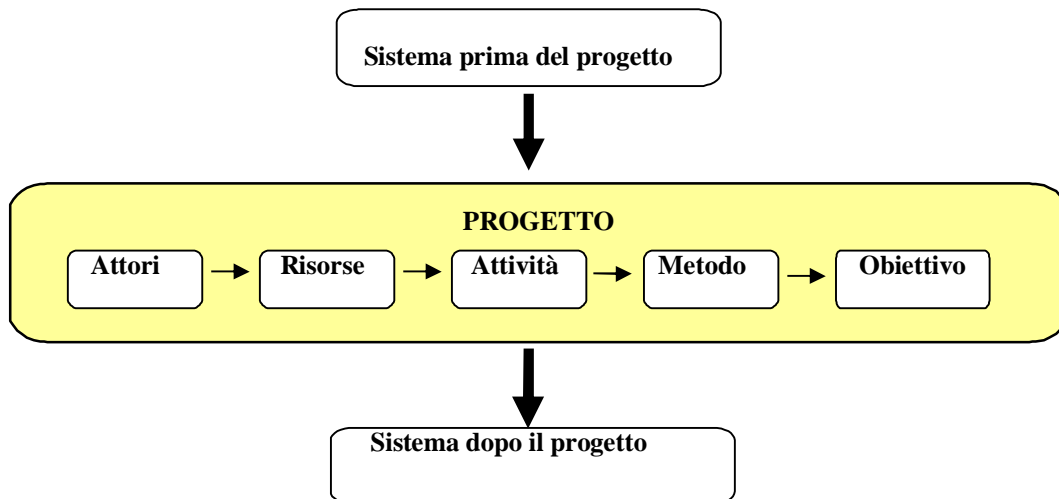 Sistema prima del progetto
PROGETTO
Attori
Risorse
Attività
Metodo
Obiettivo
Sistema dopo il progetto